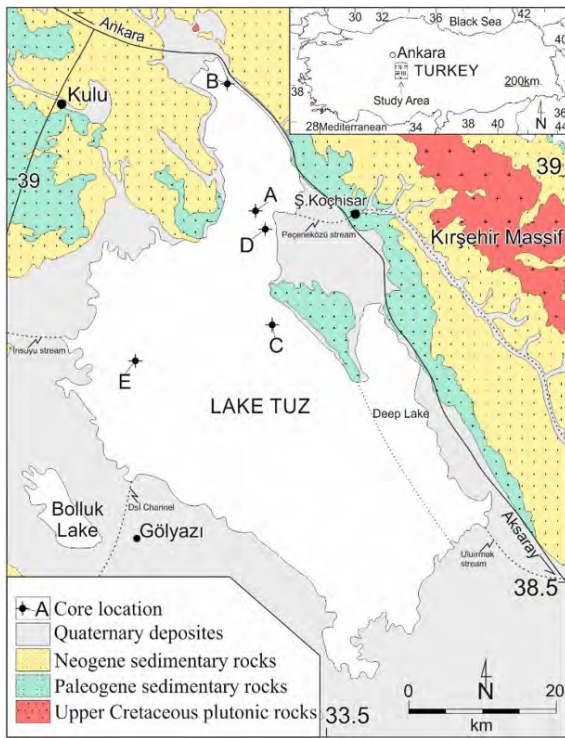 Ankara
Kulu
B
30 32 36 Black Sea 42
40
Ankara
TURKEY
38
200km
Study Area
N
36
28 Mediterranean 34 38 44
39
39
A
Ş.Koçhisar
D
Peçeneközü stream
Kırşehir Massif
C
İnsuyu stream
E
LAKE TUZ
Deep Lake
Bolluk
Lake
Dsİ Channel
Gölyazı
Aksaray
Uluırmak
stream
38.5
A Core location
Quaternary deposites
Neogene sedimentary rocks
Paleogene sedimentary rocks
Upper Cretaceous plutonic rocks
N
0 20
km
33.5